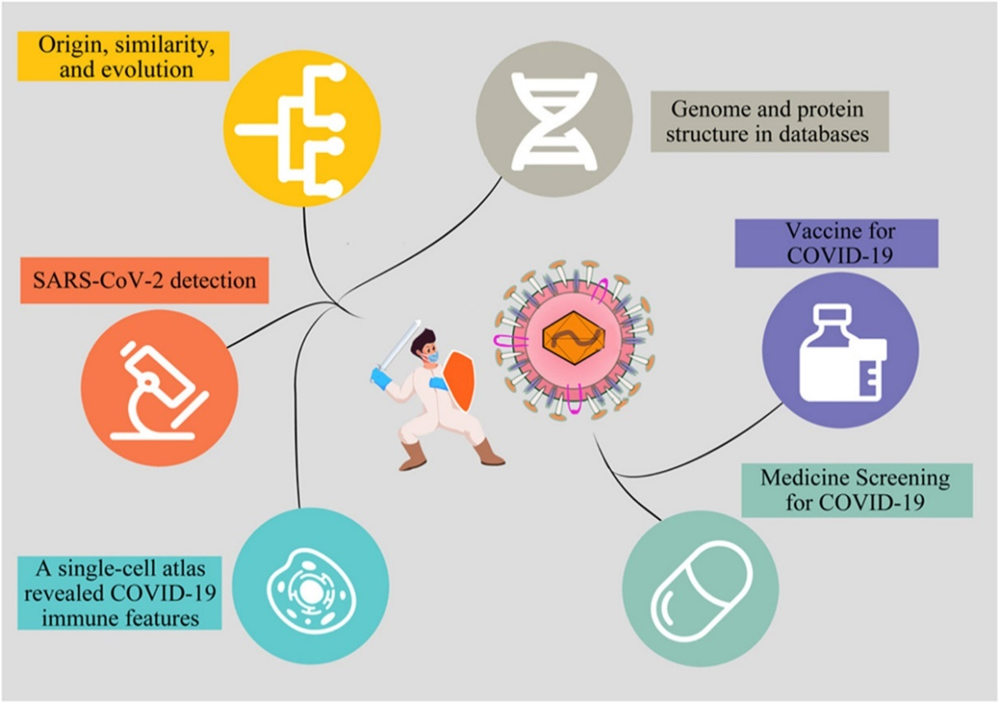 Origin, similarity,
and evolution
Genome and protein
structure in databases
Vaccine for
COVID-19
SARS-CoV-2 detection
Medicine Screening
for COVID-19
A single-cell atlas
revealed COVID-19
immune features